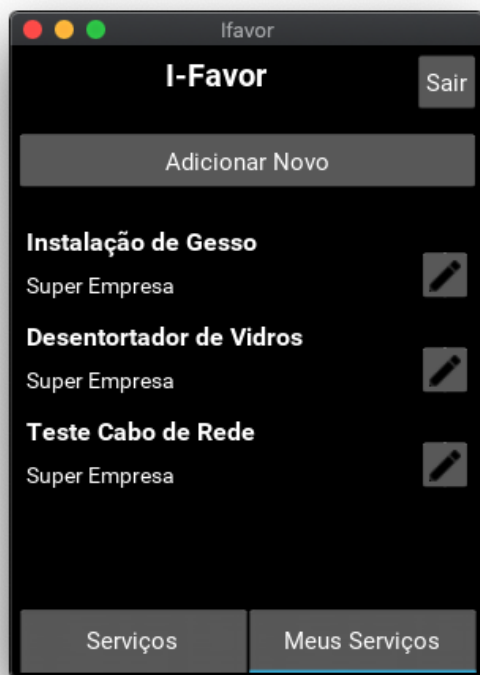 Ifavor
I-Favor
Sair
Adicionar Novo
Instalação de Gesso
Super Empresa
Desentortador de Vidros
Super Empresa
Teste Cabo de Rede
Super Empresa
Serviços
Meus Serviços